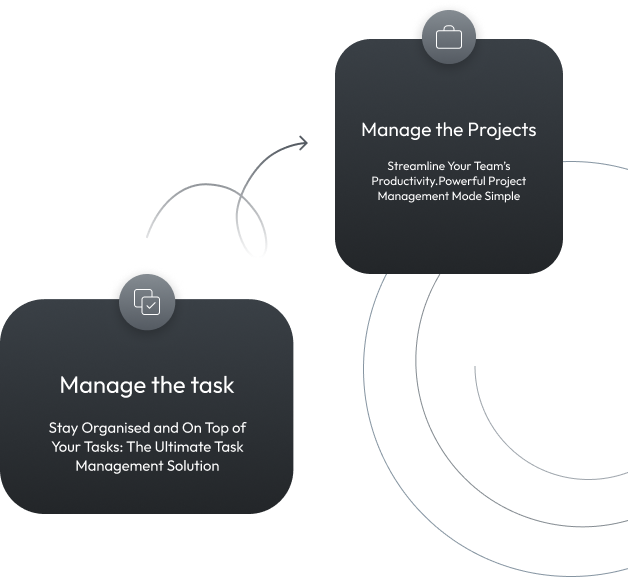 Manage the Projects
Streamline Your Team's
Productivity.Powerful Project
Management Mode Simple
Manage the task
Stay Organised and On Top of
Your Tasks: The Ultimate Task
Management Solution